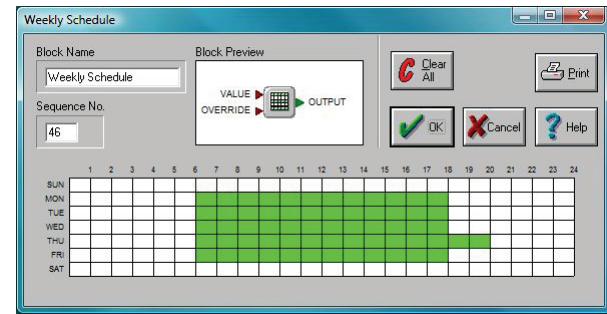 Weekly Schedule
Block Name
Weekly Schedule
Sequence No.
46
Block Preview
VALUE
OVERRIDE
OUTPUT
Clear
All
Print
OK
Cancel
Help
1 2 3 4 5 6 7 8 9 10 11 12 13 14 15 16 17 18 19 20 21 22 23 24
SUN
MON
TUE
WED
THU
FRI
SAT